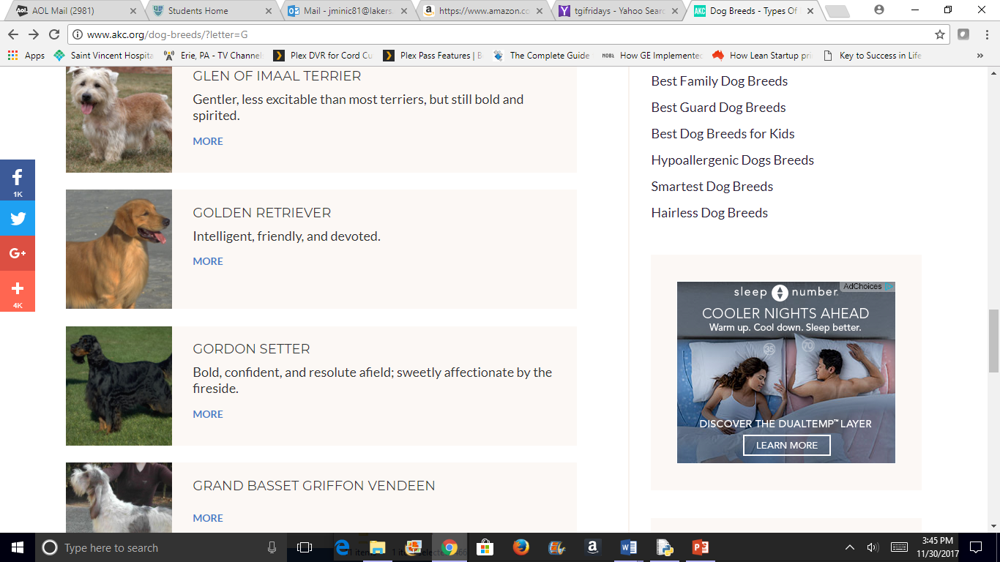 AOL Mail (2981)
Students Home
Mail - jminic81@lakers.
https://www.amazon.co
tgifridays - Yahoo Sear
Dog Breeds - Types Of
www.akc.org/dog-breeds/?letter=G
Apps
Saint Vincent Hospita
Erie, PA - TV Channel
Plex DVR for Cord Cu
Plex Pass Features | B
The Complete Guide
How GE Implemented
How Lean Startup pri
Key to Success in Life
»
GLEN OF IMAAL TERRIER
Gentler, less excitable than most terriers, but still bold and
spirited.
MORE
GOLDEN RETRIEVER
Intelligent, friendly, and devoted.
MORE
GORDON SETTER
Bold, confident, and resolute afield; sweetly affectionate by the
fireside.
MORE
GRAND BASSET GRIFFON VENDEEN
MORE
1K
G+
4K
Best Family Dog Breeds
Best Guard Dog Breeds
Best Dog Breeds for Kids
Hypoallergenic Dogs Breeds
Smartest Dog Breeds
Hairless Dog Breeds
AdChoices
sleep number
COOLER NIGHTS AHEAD
Warm up. Cool down. Sleep better.
35
70
DISCOVER THE DUALTEMP™ LAYER
LEARN MORE
Type here to search
3:45 PM
11/30/2017